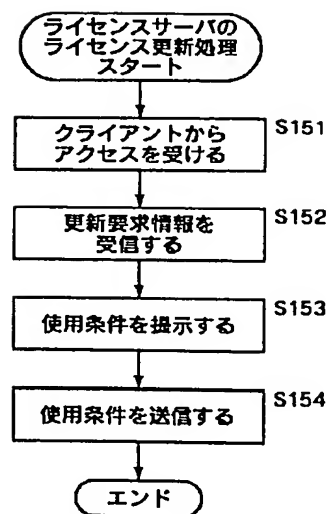 ライセンスサーバの
ライセンス更新処理
スタート
クライアントから
アクセスを受ける
S151
更新要求情報を
受信する
S152
使用条件を提示する
S153
使用条件を送信する
S154
エンド